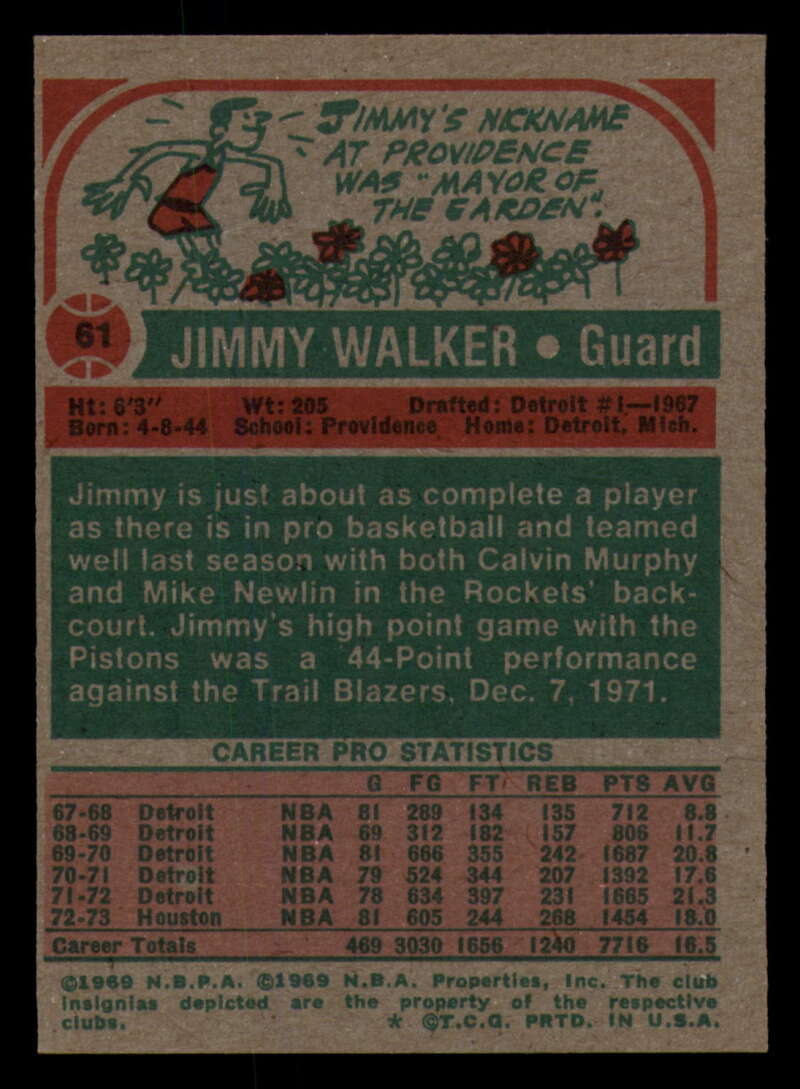 JIMMY'S NICKNAME
AT PROVIDENCE
WAS "MAYOR OF
THE GARDEN".
61
JIMMY WALKER • Guard
Ht: 6'3" Wt: 205 Drafted: Detroit #1—1967
Born: 4-8-44 School: Providence Home: Detroit, Mich.
Jimmy is just about as complete a player
as there is in pro basketball and teamed
well last season with both Calvin Murphy
and Mike Newlin in the Rockets' back-
court. Jimmy's high point game with the
Pistons was a 44-Point performance
against the Trail Blazers, Dec. 7, 1971.
CAREER PRO STATISTICS
G FG FT REB PTS AVG
67-68 Detroit NBA 81 289 134 135 712 8.8
68-69 Detroit NBA 69 312 182 157 806 11.7
69-70 Detroit NBA 81 666 355 242 1687 20.8
70-71 Detroit NBA 79 524 344 207 1392 17.6
71-72 Detroit NBA 78 634 397 231 1665 21.3
72-73 Houston NBA 81 605 244 268 1454 18.0
Career Totals 469 3030 1656 1240 7716 16.5
©1969 N.B.P.A. ©1969 N.B.A. Properties, Inc. The club
insignias depicted are the property of the respective
clubs. * ©T.C.G. PRTD. IN U.S.A.